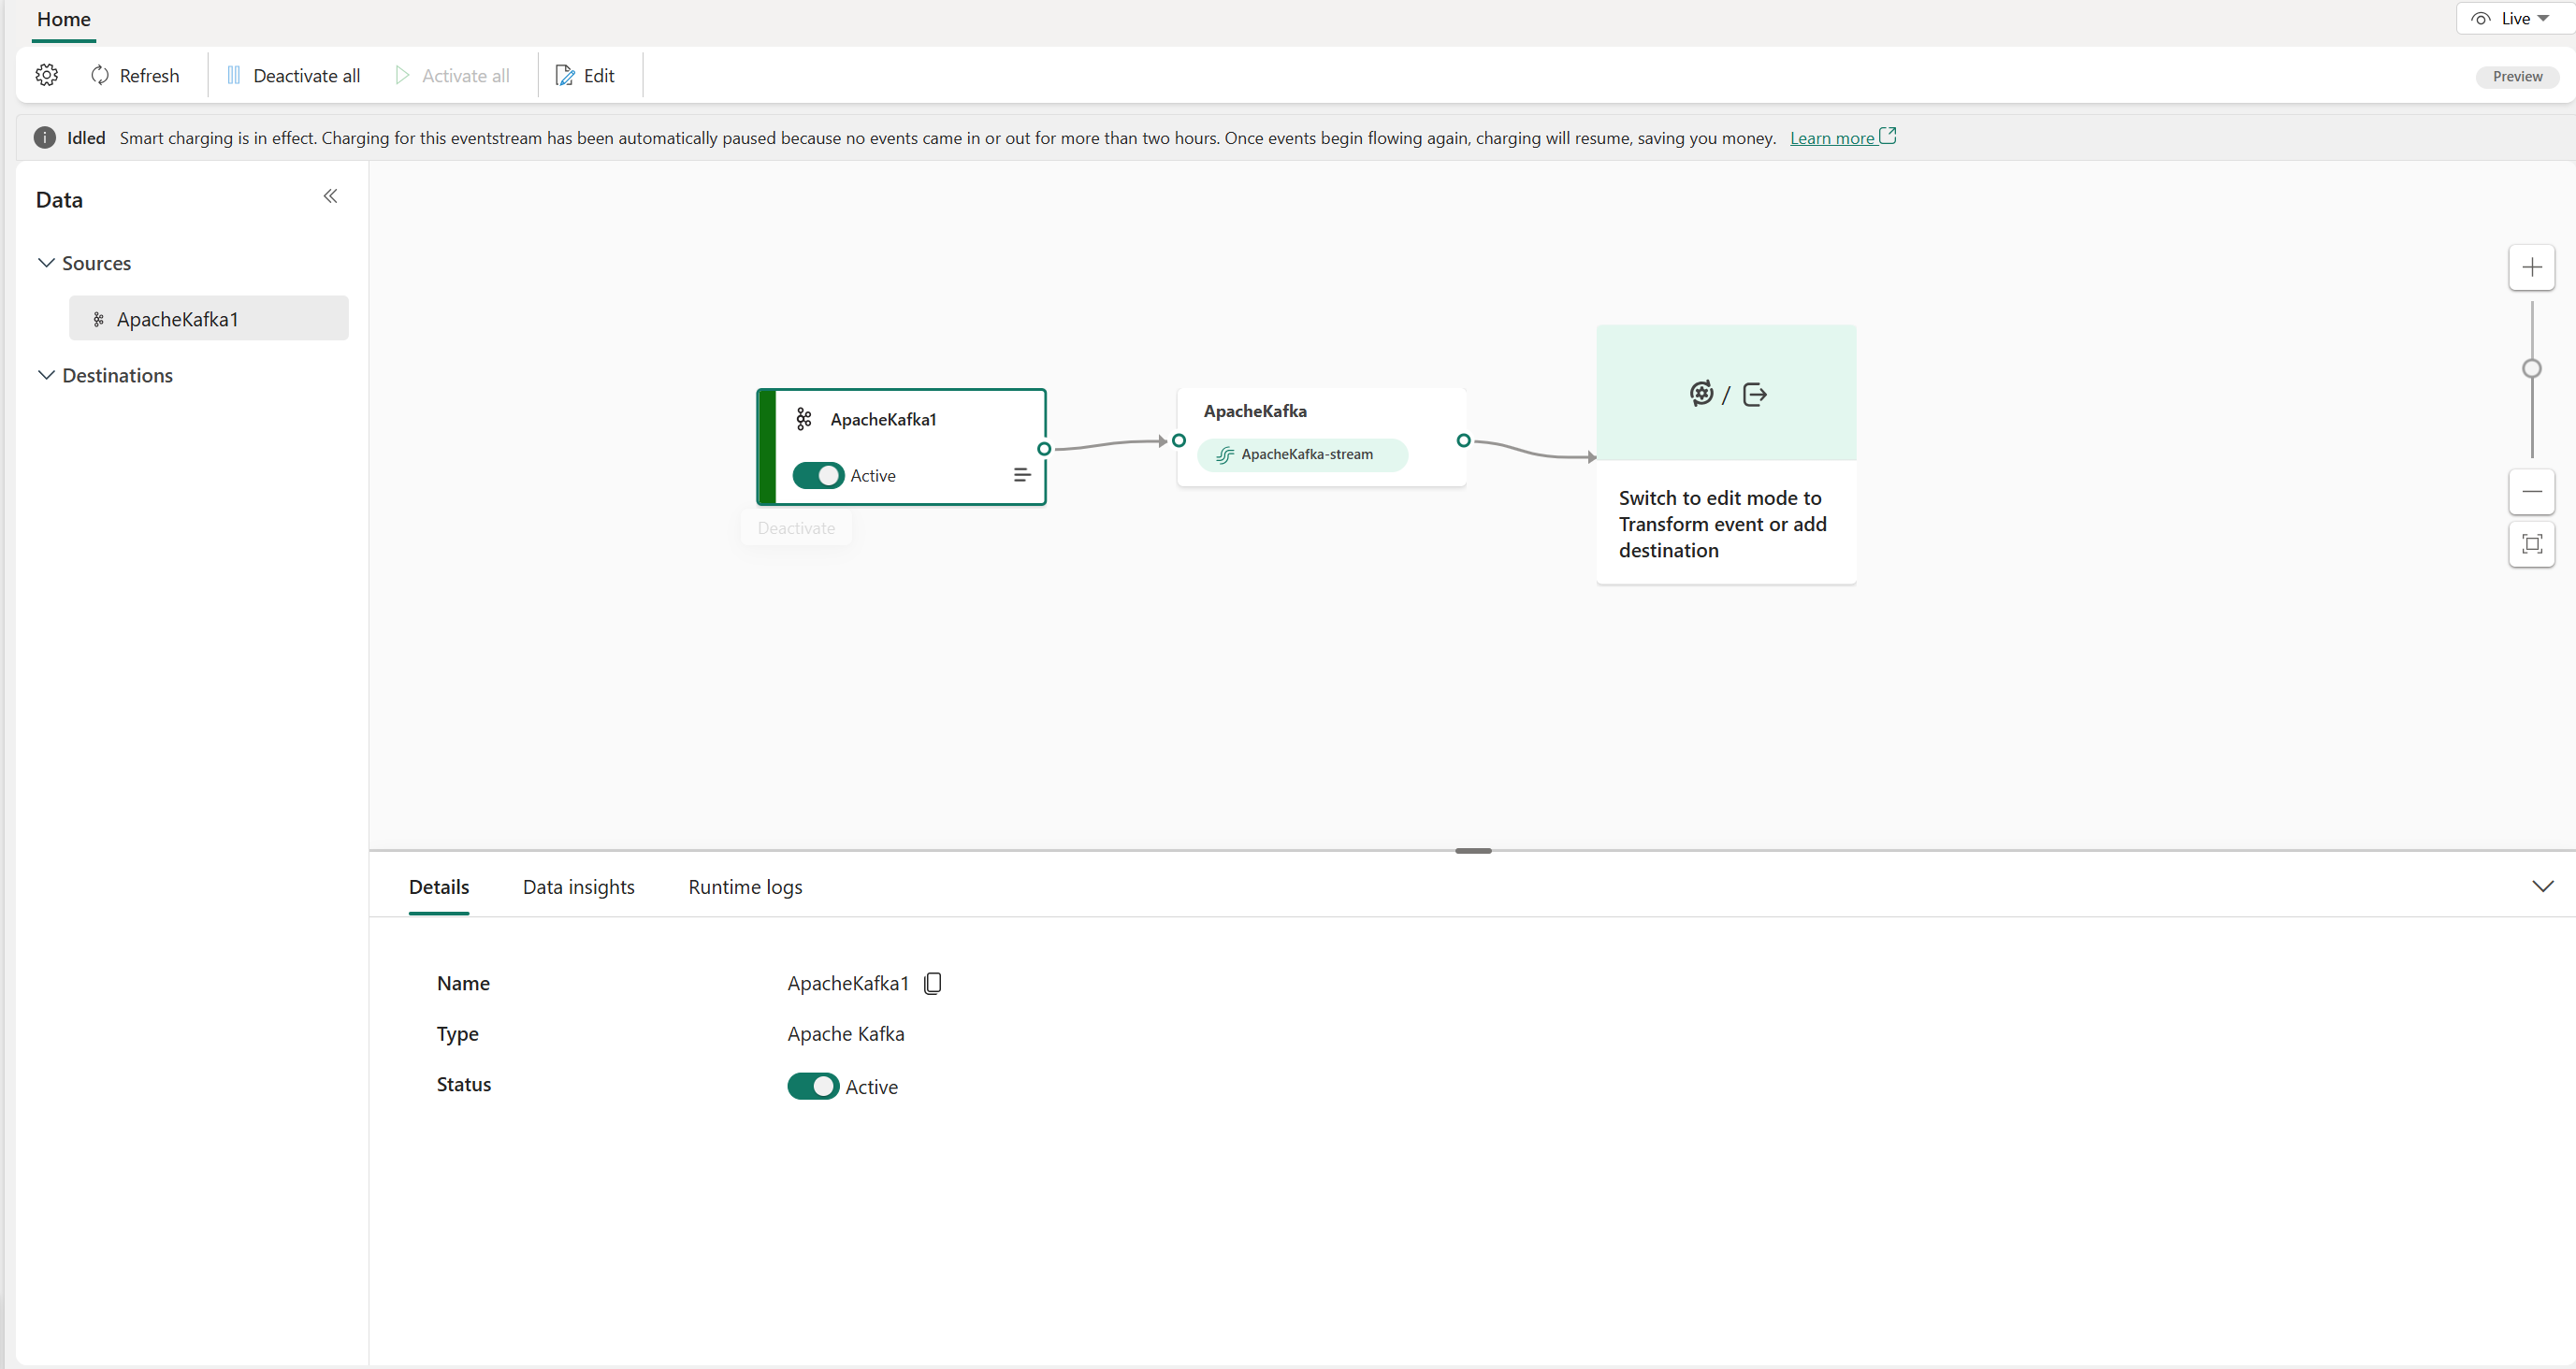 Home
Live
Refresh
Deactivate all
Activate all
Edit
Preview
Idled Smart charging is in effect. Charging for this eventstream has been automatically paused because no events came in or out for more than two hours. Once events begin flowing again, charging will resume, saving you money. Learn more
Data
Sources
ApacheKafka1
Destinations
ApacheKafka1
Active
Deactivate
ApacheKafka
ApacheKafka-stream
/
Switch to edit mode to
Transform event or add
destination
Details
Data insights
Runtime logs
Name
ApacheKafka1
Type
Apache Kafka
Status
Active